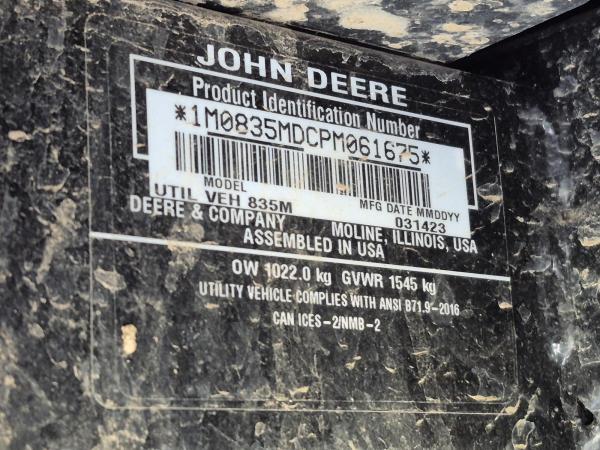 JOHN DEERE
Product Identification Number
*1M0835MDCPM061675*
MODEL MFG DATE MMDDYY
UTIL VEH 835M 031423
DEERE & COMPANY MOLINE, ILLINOIS, USA
ASSEMBLED IN USA
OW 1022.0 kg GVWR 1545 kg
UTILITY VEHICLE COMPLIES WITH ANSI B71.9-2016
CAN ICES-2/NMB-2